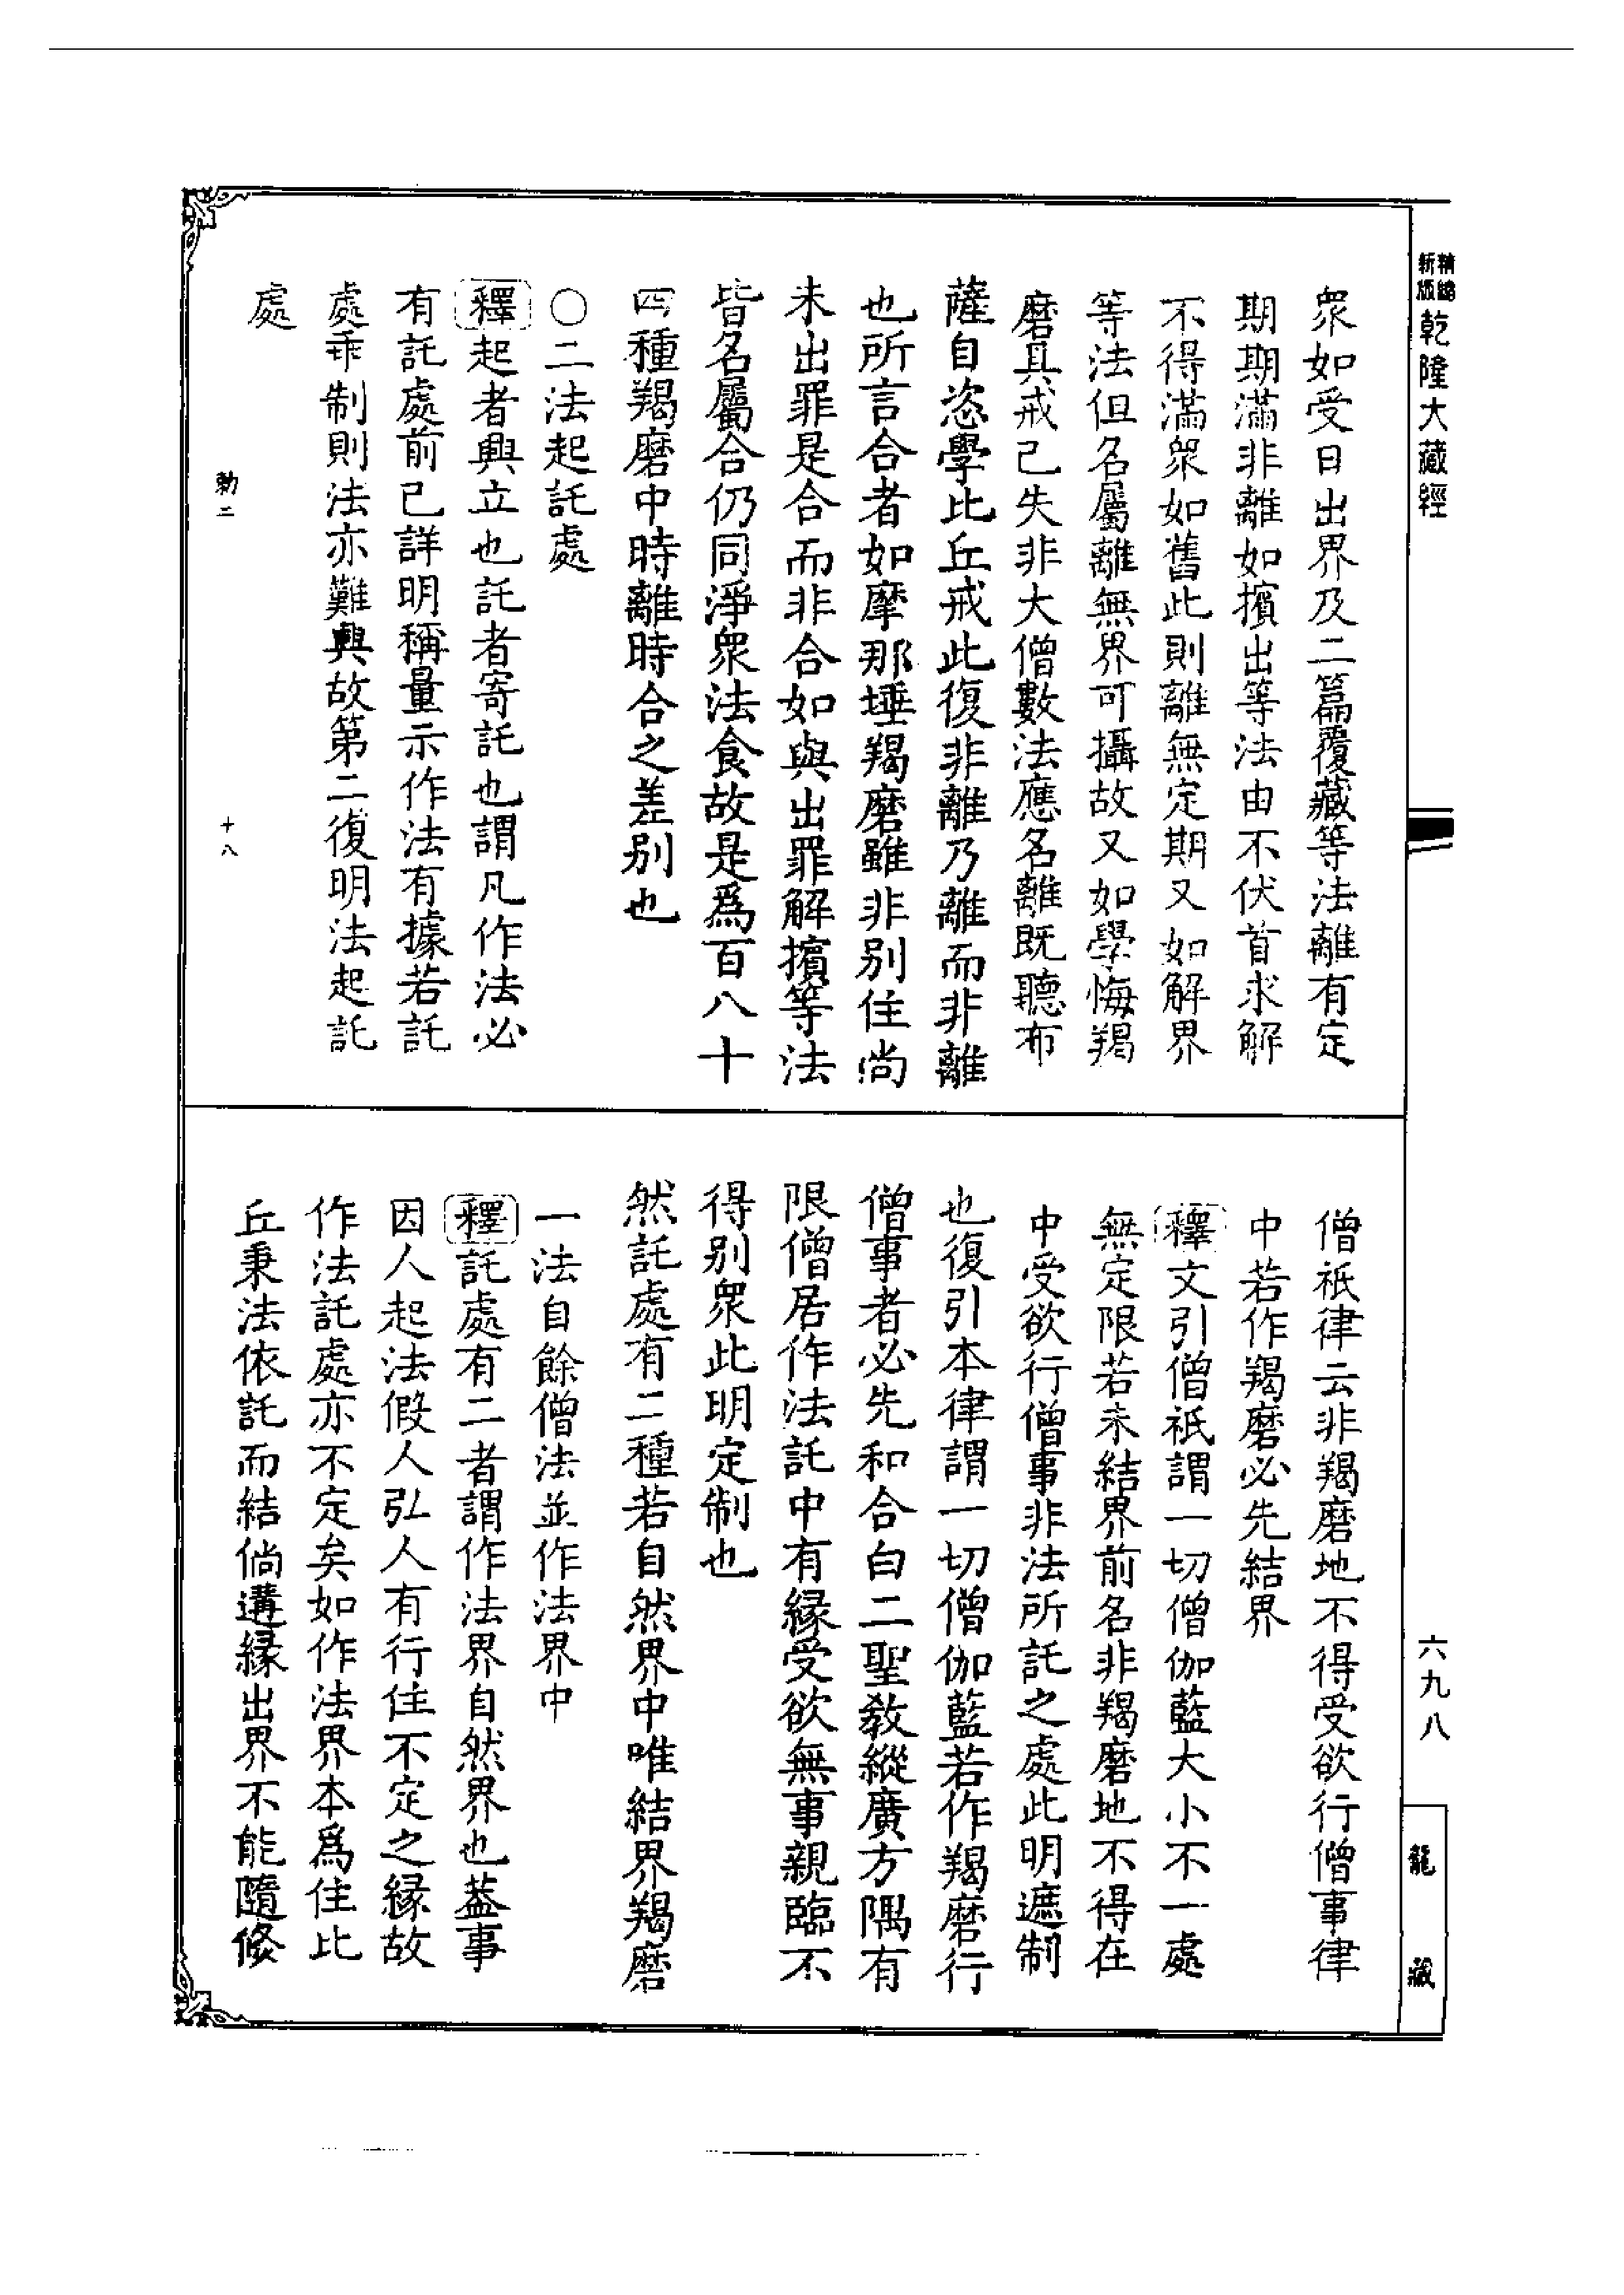 精縮
新版
乾隆大藏經
衆如受日出界及二篇覆藏等法離有定
期期滿非離如擯出等法由不伏首求解
不得滿衆如舊此則離無定期又如解界
等法但名屬離無界可攝故又如學悔羯
磨具戒已失非大僧數法應名離既聽布
薩自恣學比丘戒此復非離乃離而非離
也所言合者如摩那埵羯磨雖非别住尚
未出罪是合而非合如與出罪解擯等法
皆名屬合仍同淨衆法食故是爲百八十
四種羯磨中時離時合之差别也
〇二法起託處
釋起者興立也託者寄託也謂凡作法必
有託處前已詳明稱量示作法有據若託
處乖制則法亦難興故第二復明法起託
處
勅二
十八
僧祇律云非羯磨地不得受欲行僧事律
中若作羯磨必先結界
釋文引僧祇謂一切僧伽藍大小不一處
無定限若未結界前名非羯磨地不得在
中受欲行僧事非法所託之處此明遮制
也復引本律謂一切僧伽藍若作羯磨行
僧事者必先和合白二聖教縱廣方隅有
限僧居作法託中有緣受欲無事親臨不
得别衆此明定制也
然託處有二種若自然界中唯結界羯磨
一法自餘僧法並作法界中
釋託處有二者謂作法界自然界也葢事
因人起法假人弘人有行住不定之緣故
作法託處亦不定矣如作法界本爲住比
丘秉法依託而結倘遘緣出界不能隨修
六九八
龍藏